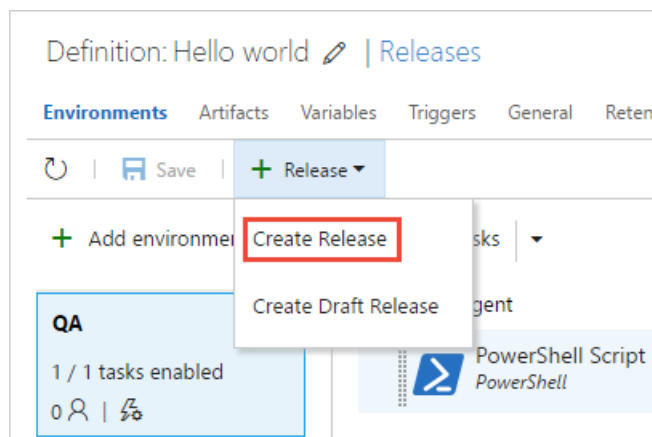 Definition: Hello world | Releases
Environments Artifacts Variables Triggers General Reten
Save Release
Add environme
Create Release
sks
Create Draft Release
gent
QA
1 / 1 tasks enabled
0
PowerShell Script
PowerShell